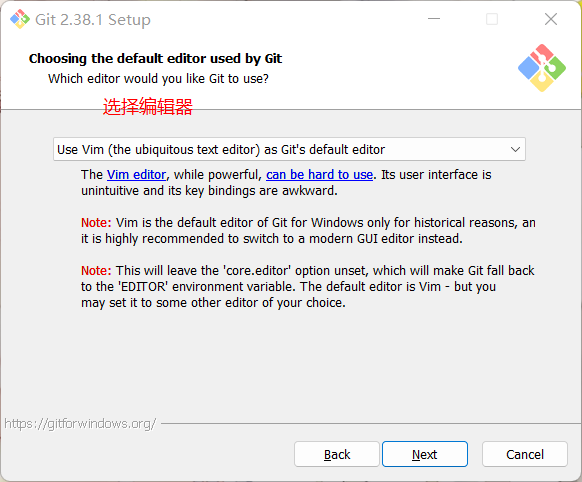 Git 2.38.1 Setup
Choosing the default editor used by Git
Which editor would you like Git to use?
选择编辑器
Use Vim (the ubiquitous text editor) as Git's default editor
The Vim editor, while powerful, can be hard to use. Its user interface is
unintuitive and its key bindings are awkward.
Note: Vim is the default editor of Git for Windows only for historical reasons, an
it is highly recommended to switch to a modern GUI editor instead.
Note: This will leave the 'core.editor' option unset, which will make Git fall back
to the 'EDITOR' environment variable. The default editor is Vim - but you
may set it to some other editor of your choice.
https://gitforwindows.org/
Back Next Cancel